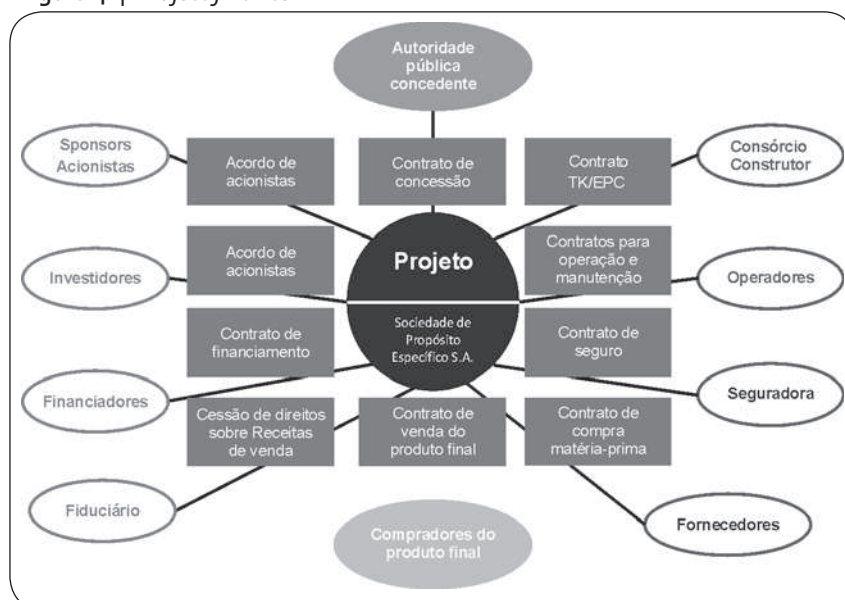 Autoridade
pública
concedente
Sponsors
Acionistas
Acordo de
acionistas
Contrato de
concessão
Contrato
TK/EPC
Consórcio
Construtor
Investidores
Acordo de
acionistas
Projeto
Contratos para
operação e
manutenção
Operadores
Contrato de
financiamento
Sociedade de
Propósito
Específico S.A.
Contrato de
seguro
Financiadores
Seguradora
Cessão de direitos
sobre Receitas
de venda
Contrato de
venda do
produto final
Contrato de
compra
matéria-prima
Fiduciário
Fornecedores
Compradores do
produto final